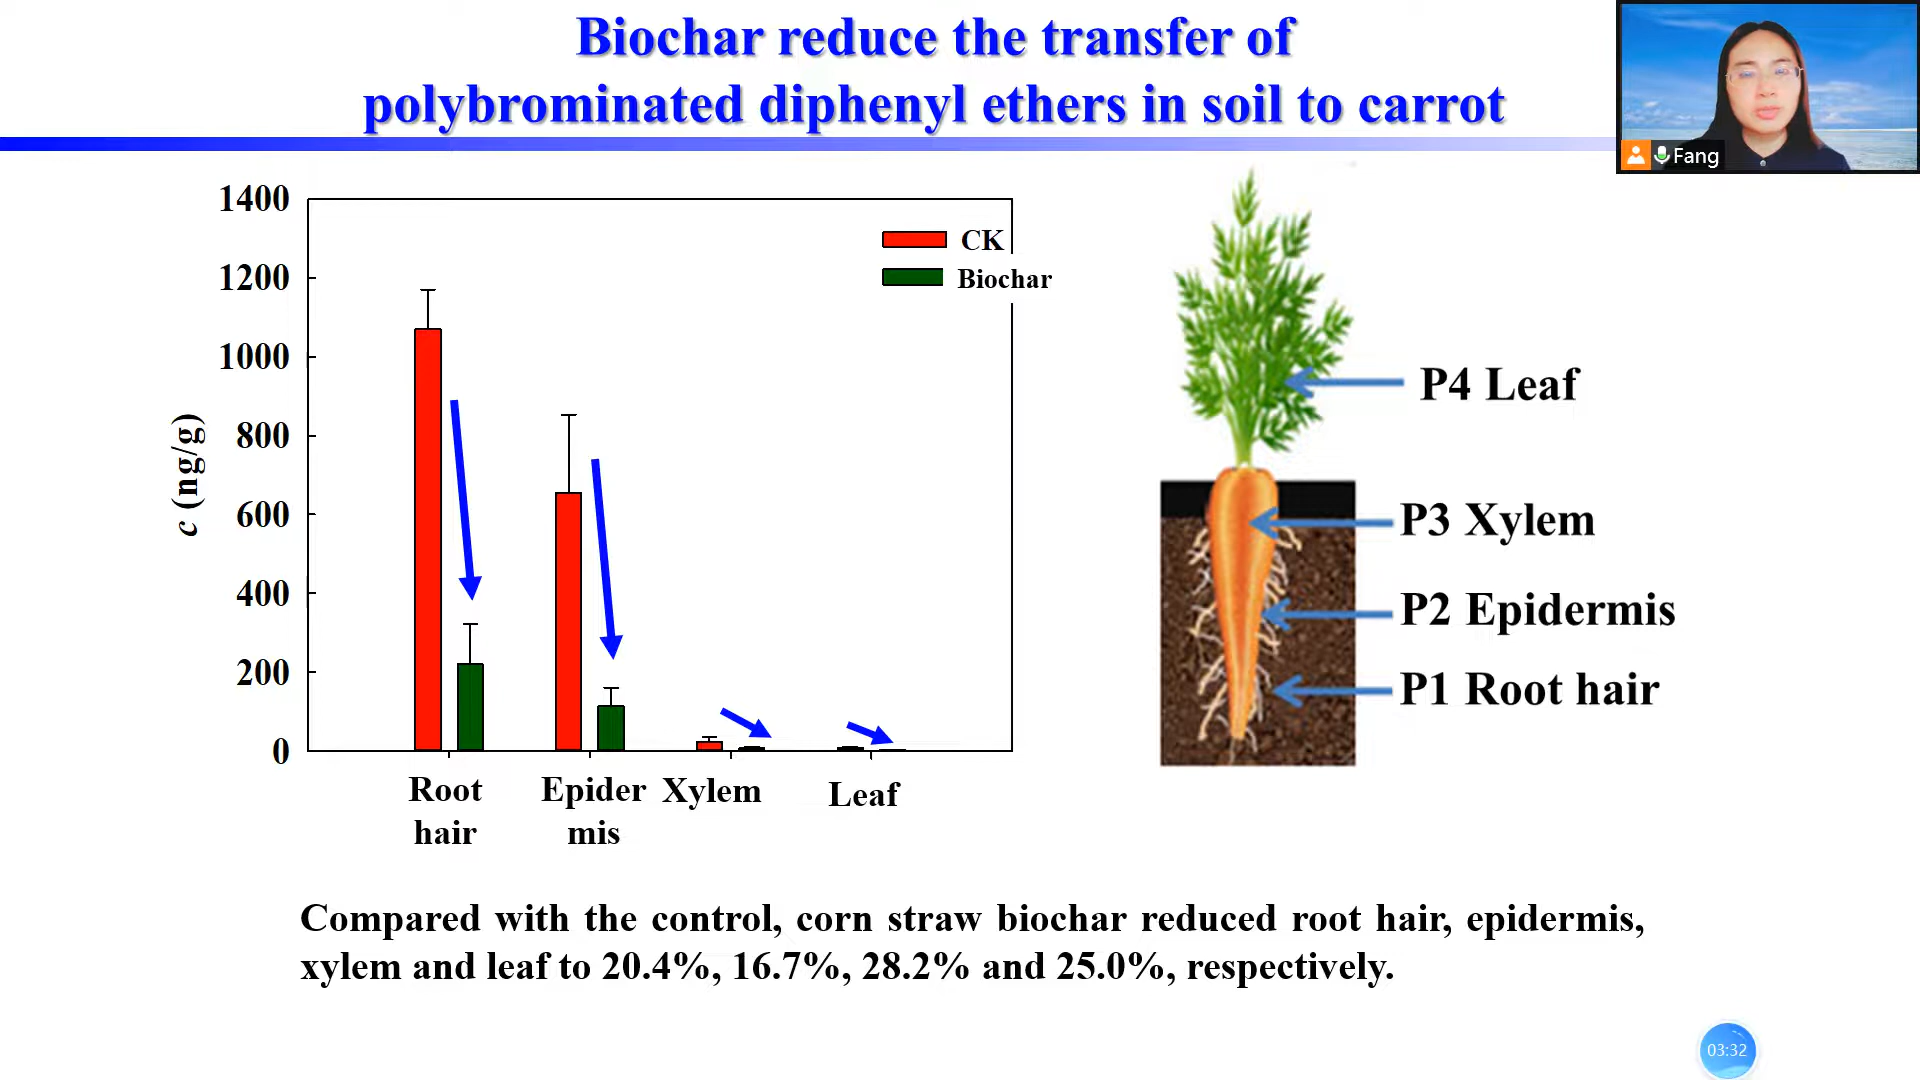 Biochar reduce the transfer of
polybrominated diphenyl ethers in soil to carrot
Fang
1400
1200
1000
800
600
400
200
0
c (ng/g)
CK
Biochar
Root
hair
Epider
mis
Xylem
Leaf
P4 Leaf
P3 Xylem
P2 Epidermis
P1 Root hair
Compared with the control, corn straw biochar reduced root hair, epidermis,
xylem and leaf to 20.4%, 16.7%, 28.2% and 25.0%, respectively.
03:32